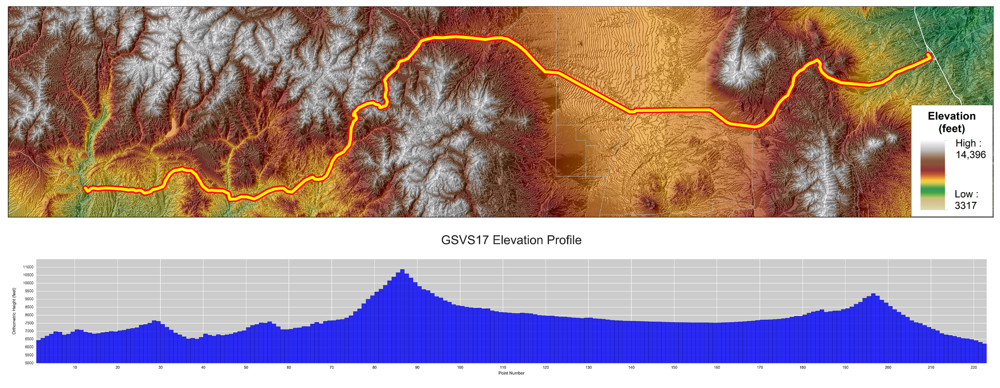 Elevation
(feet)
High :
14,396
Low :
3317
GSVS17 Elevation Profile
Orthometric Height (feet)
11000
10500
10000
9500
9000
8500
8000
7500
7000
6500
6000
5500
5000
10 20 30 40 50 60 70 80 90 100 110 120 130 140 150 160 170 180 190 200 210 220
Point Number